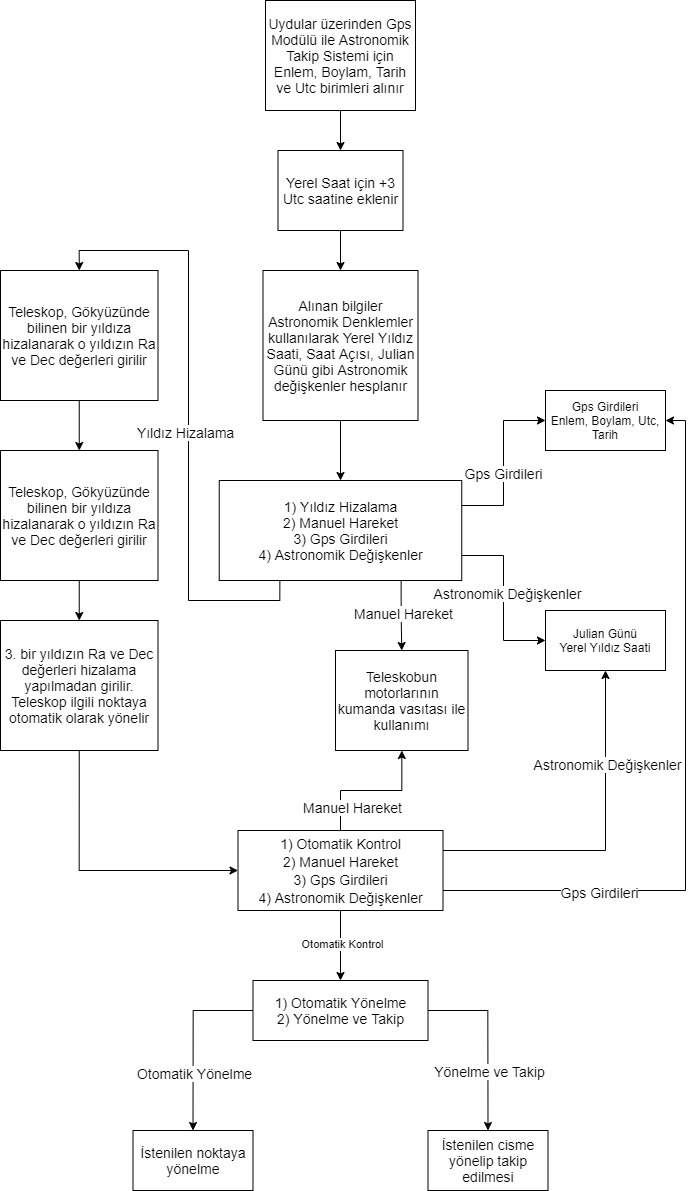 Uydular üzerinden Gps
Modülü ile Astronomik
Takip Sistemi için
Enlem, Boylam, Tarih
ve Utc birimleri alınır
Yerel Saat için +3
Utc saatine eklenir
Alınan bilgiler
Astronomik Denklemler
kullanılarak Yerel Yıldız
Saati, Saat Açısı, Julian
Günü gibi Astronomik
değişkenler hesplanır
Teleskop, Gökyüzünde
bilinen bir yıldıza
hizalanarak o yıldızın Ra
ve Dec değerleri girilir
Yıldız Hizalama
Gps Girdileri
Enlem, Boylam, Utc,
Tarih
Gps Girdileri
Teleskop, Gökyüzünde
bilinen bir yıldıza
hizalanarak o yıldızın Ra
ve Dec değerleri girilir
1) Yıldız Hizalama
2) Manuel Hareket
3) Gps Girdileri
4) Astronomik Değişkenler
Astronomik Değişkenler
Manuel Hareket
Julian Günü
Yerel Yıldız Saati
3. bir yıldızın Ra ve Dec
değerleri hizalama
yapılmadan girilir.
Teleskop ilgili noktaya
otomatik olarak yönelir
Teleskobun
motorlarının
kumanda vasıtası ile
kullanımı
Astronomik Değişkenler
Manuel Hareket
1) Otomatik Kontrol
2) Manuel Hareket
3) Gps Girdileri
4) Astronomik Değişkenler
Gps Girdileri
Otomatik Kontrol
1) Otomatik Yönelme
2) Yönelme ve Takip
Otomatik Yönelme
Yönelme ve Takip
İstenilen noktaya
yönelme
İstenilen cisme
yönelip takip
edilmesi